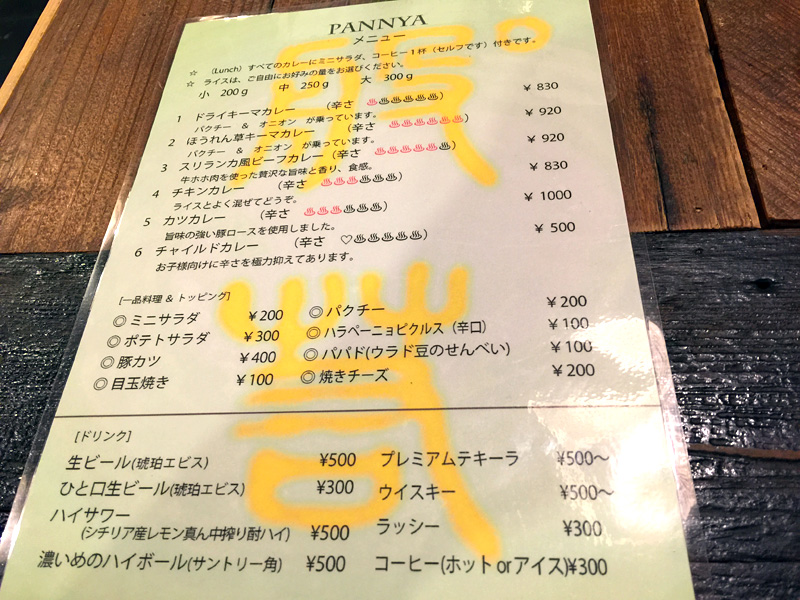 PANNYA
メニュー
☆ （Lunch）すべてのカレーにミニサラダ、コーヒー１杯（セルフです）付きです。
☆ ライスは、ご自由にお好みの量をお選びください。
小 200g 中 250g 大 300g
1 ドライキーマカレー （辛さ ♨♨♨♨♨♨） ￥830
パクチー ＆ オニオン が乗っています。
2 ほうれん草キーマカレー （辛さ ♨♨♨♨♨♨） ￥920
パクチー ＆ オニオン が乗っています。
3 スリランカ風ビーフカレー（辛さ ♨♨♨♨♨♨） ￥920
牛ホホ肉を使った贅沢な旨味と香り、食感。
4 チキンカレー （辛さ ♨♨♨♨♨♨） ￥830
ライスとよく混ぜてどうぞ。
5 カツカレー （辛さ ♨♨♨♨♨♨） ￥1000
旨味の強い豚ロースを使用しました。
6 チャイルドカレー （辛さ ♡♨♨♨♨♨） ￥500
お子様向けに辛さを極力抑えてあります。
[一品料理 & トッピング]
◎ ミニサラダ ￥200 ◎ パクチー ￥200
◎ ポテトサラダ ￥300 ◎ ハラペーニョピクルス（辛口） ￥100
◎ 豚カツ ￥400 ◎ パパド(ウラド豆のせんべい) ￥100
◎ 目玉焼き ￥100 ◎ 焼きチーズ ￥200
[ドリンク]
生ビール(琥珀エビス) ¥500 プレミアムテキーラ ¥500〜
ひと口生ビール(琥珀エビス) ¥300 ウイスキー ¥500〜
ハイサワー
(シチリア産レモン真ん中搾り酎ハイ) ¥500 ラッシー ¥300
濃いめのハイボール(サントリー角) ¥500 コーヒー(ホット orアイス)¥300